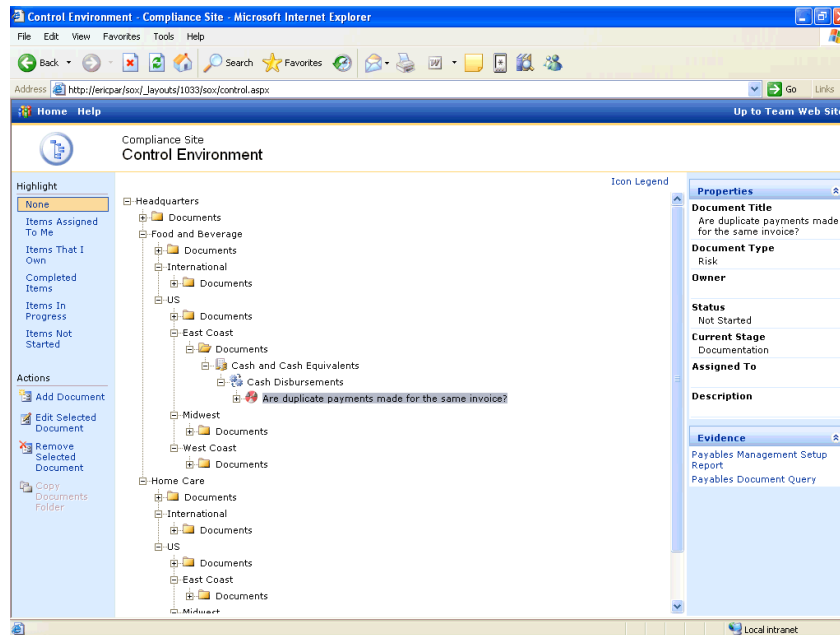 Control Environment - Compliance Site - Microsoft Internet Explorer
File Edit View Favorites Tools Help
Back Search Favorites
Address http://ericpar/sox/_layouts/1033/sox/control.aspx Go Links
Home Help Up to Team Web Site
Compliance Site
Control Environment
Highlight
None
Items Assigned
To Me
Items That I
Own
Completed
Items
Items In
Progress
Items Not
Started
Actions
Add Document
Edit Selected
Document
Remove
Selected
Document
Copy
Documents
Folder
Icon Legend
Headquarters
Documents
Food and Beverage
Documents
International
Documents
US
Documents
East Coast
Documents
Cash and Cash Equivalents
Cash Disbursements
Are duplicate payments made for the same invoice?
Midwest
Documents
West Coast
Documents
Home Care
Documents
International
Documents
US
Documents
East Coast
Documents
Midwest
Properties
Document Title
Are duplicate payments made
for the same invoice?
Document Type
Risk
Owner
Status
Not Started
Current Stage
Documentation
Assigned To
Description
Evidence
Payables Management Setup
Report
Payables Document Query
Local intranet